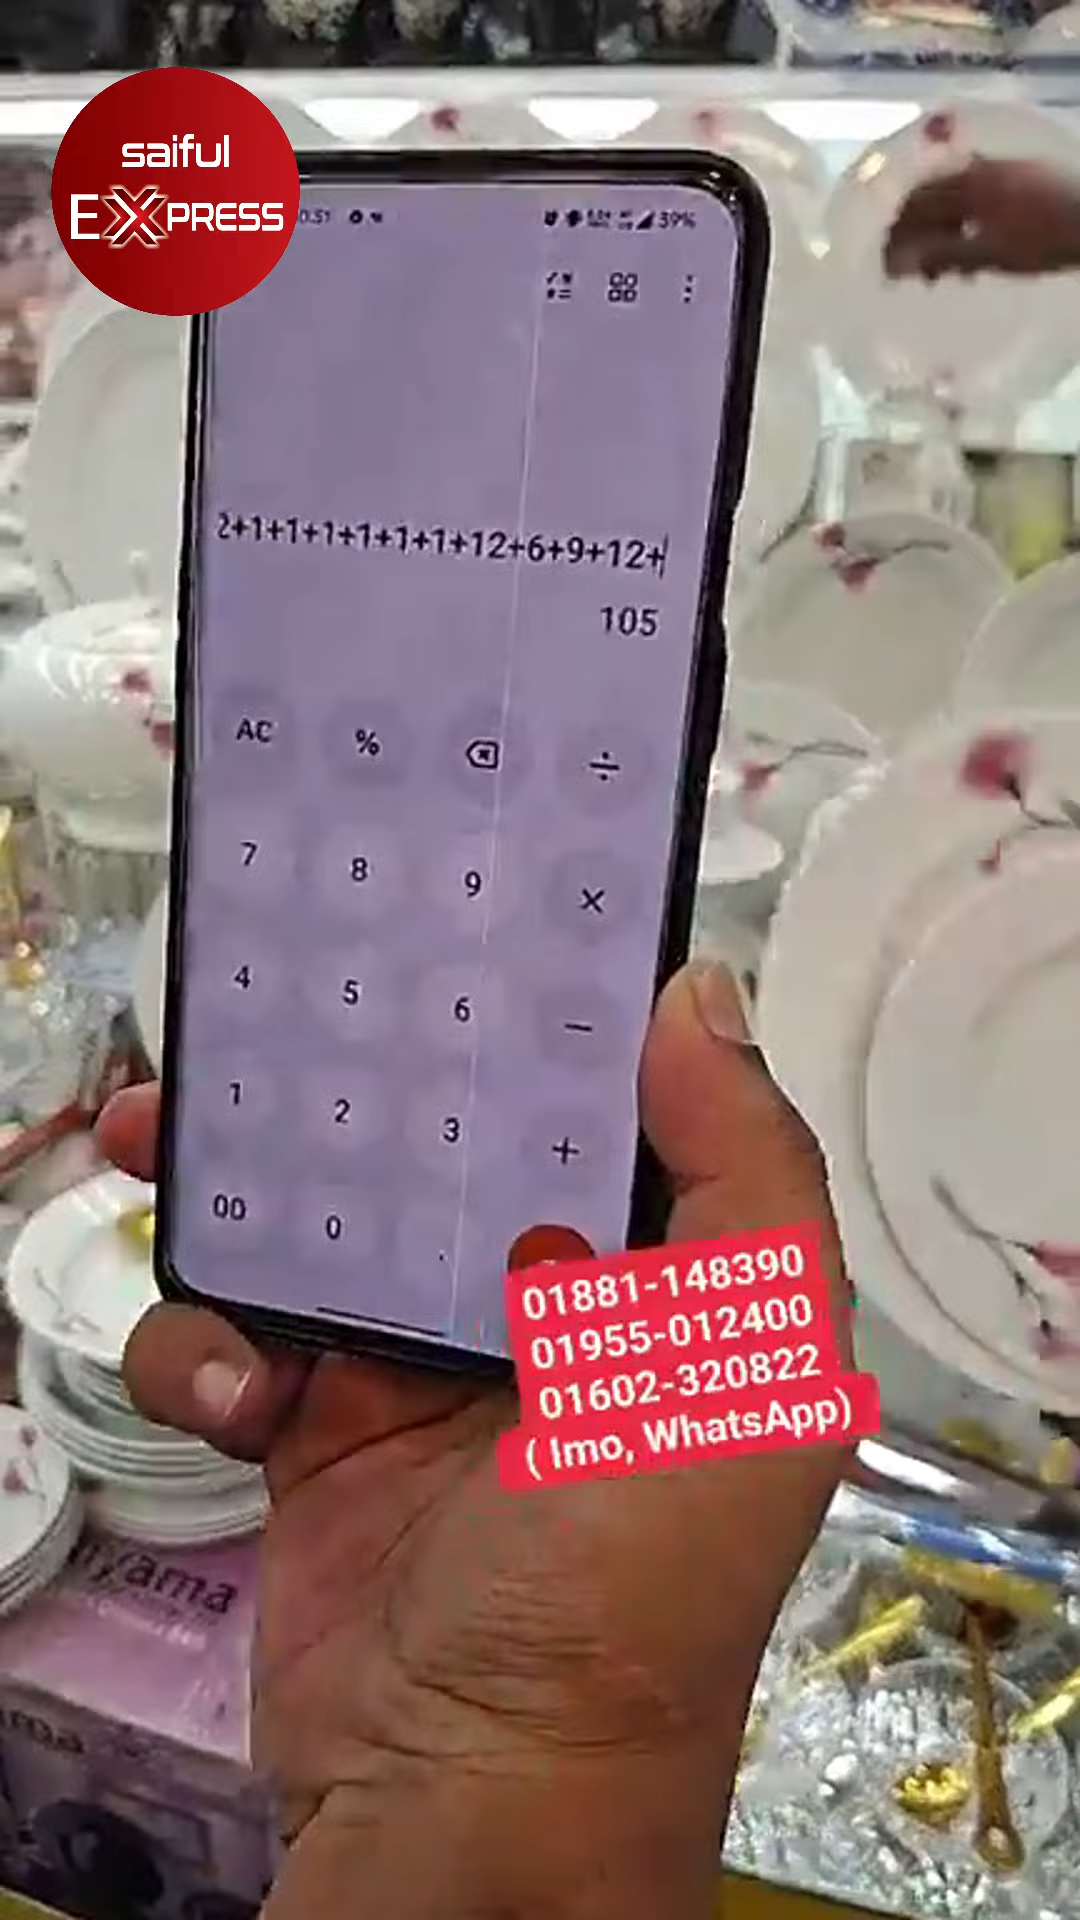 saiful
EXPRESS
39%
2+1+1+1+1+1+1+12+6+9+12+
105
AC % ÷
7 8 9 ×
4 5 6 −
1 2 3 +
00 0 .
01881-148390
01955-012400
01602-320822
( Imo, WhatsApp)